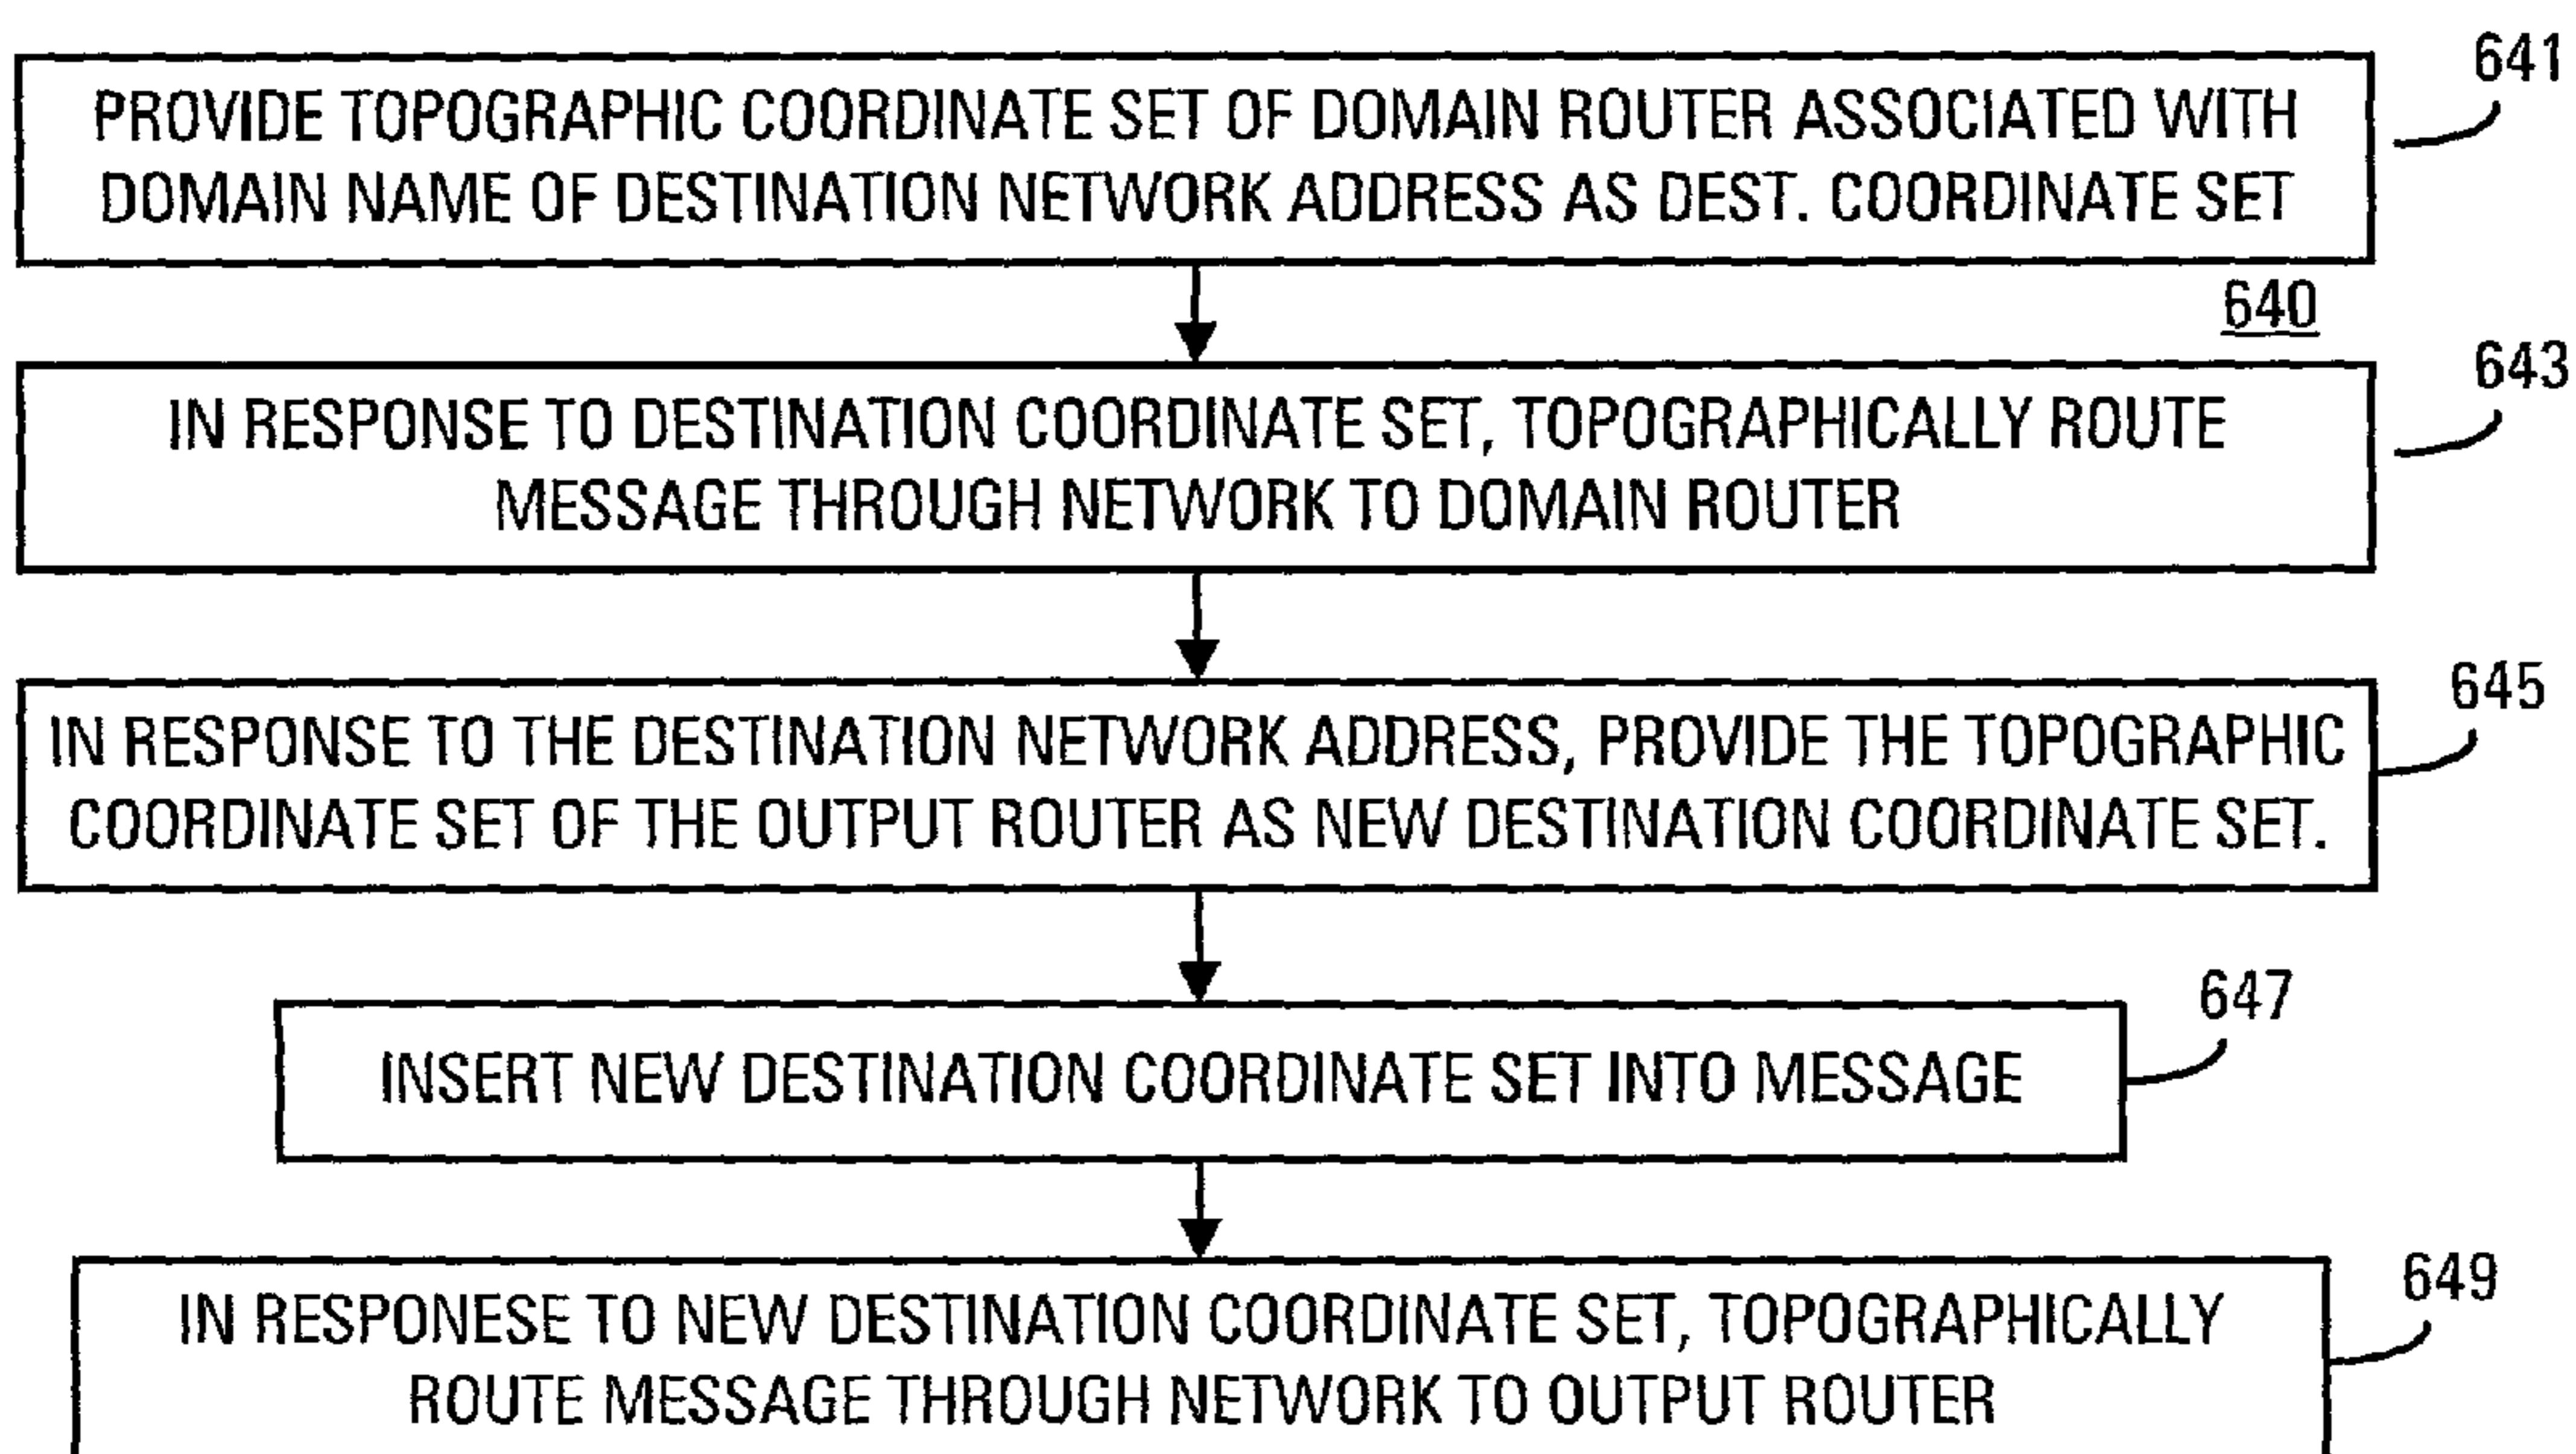 641
PROVIDE TOPOGRAPHIC COORDINATE SET OF DOMAIN ROUTER ASSOCIATED WITH
DOMAIN NAME OF DESTINATION NETWORK ADDRESS AS DEST. COORDINATE SET
640
643
IN RESPONSE TO DESTINATION COORDINATE SET, TOPOGRAPHICALLY ROUTE
MESSAGE THROUGH NETWORK TO DOMAIN ROUTER
645
IN RESPONSE TO THE DESTINATION NETWORK ADDRESS, PROVIDE THE TOPOGRAPHIC
COORDINATE SET OF THE OUTPUT ROUTER AS NEW DESTINATION COORDINATE SET.
647
INSERT NEW DESTINATION COORDINATE SET INTO MESSAGE
649
IN RESPONESE TO NEW DESTINATION COORDINATE SET, TOPOGRAPHICALLY
ROUTE MESSAGE THROUGH NETWORK TO OUTPUT ROUTER